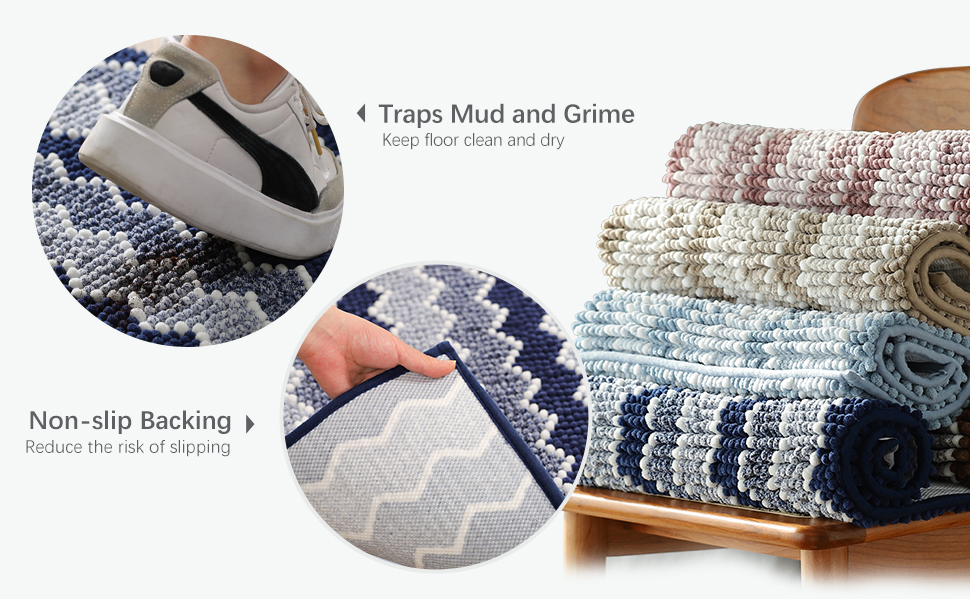 Traps Mud and Grime
Keep floor clean and dry
Non-slip Backing
Reduce the risk of slipping